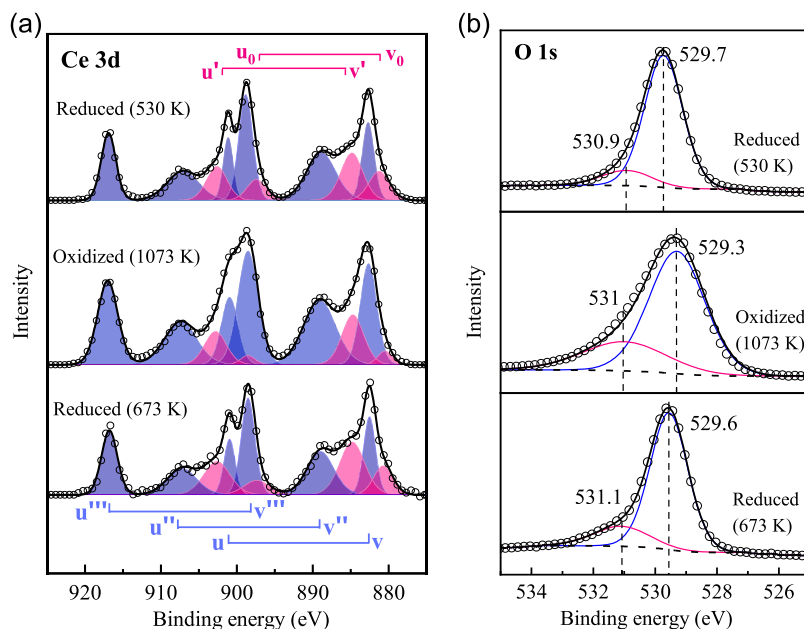 (a)
Ce 3d
u₀
v₀
u'
v'
Reduced (530 K)
Oxidized (1073 K)
Reduced (673 K)
u'''
v'''
u''
v''
u
v
Intensity
920
910
900
890
880
Binding energy (eV)
(b)
O 1s
529.7
530.9
Reduced
(530 K)
529.3
531
Oxidized
(1073 K)
529.6
531.1
Reduced
(673 K)
Intensity
534
532
530
528
526
Binding energy (eV)